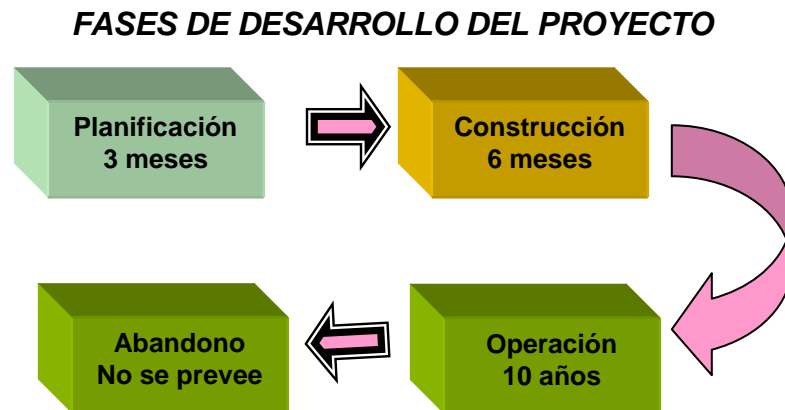 FASES DE DESARROLLO DEL PROYECTO
Planificación
3 meses
Construcción
6 meses
Abandono
No se prevee
Operación
10 años